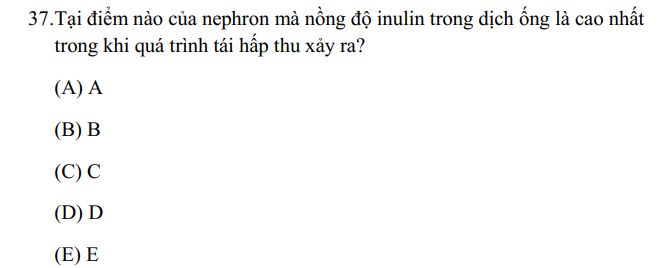 37.Tại điểm nào của nephron mà nồng độ inulin trong dịch ống là cao nhất
trong khi quá trình tái hấp thu xảy ra?
(A) A
(B) B
(C) C
(D) D
(E) E